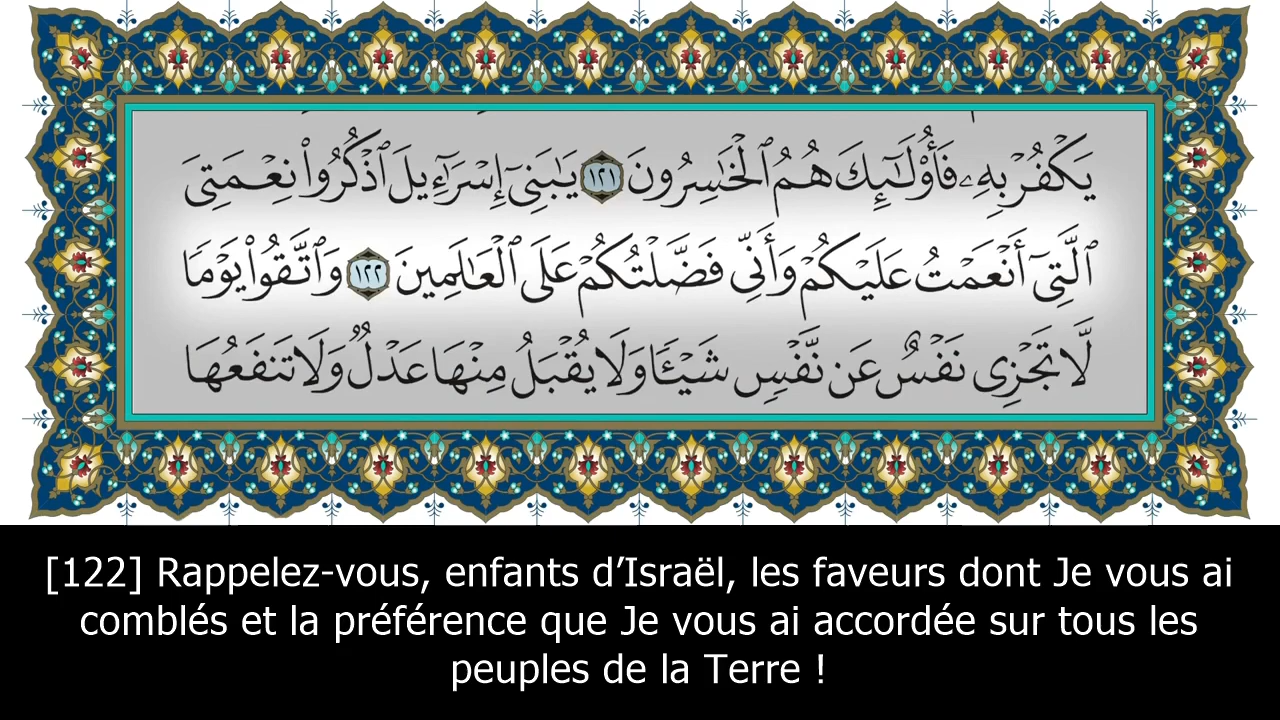 يَكْفُرْ بِهِۦ فَأُو۟لَـٰٓئِكَ هُمُ ٱلْخَـٰسِرُونَ ١٢١ يَـٰبَنِىٓ إِسْرَٰٓءِيلَ ٱذْكُرُوا۟ نِعْمَتِىَ
ٱلَّتِىٓ أَنْعَمْتُ عَلَيْكُمْ وَأَنِّى فَضَّلْتُكُمْ عَلَى ٱلْعَـٰلَمِينَ ١٢٢ وَٱتَّقُوا۟ يَوْمًا
لَّا تَجْزِى نَفْسٌ عَن نَّفْسٍ شَيْـًٔا وَلَا يُقْبَلُ مِنْهَا عَدْلٌ وَلَا تَنفَعُهَا
[122] Rappelez-vous, enfants d’Israël, les faveurs dont Je vous ai
comblés et la préférence que Je vous ai accordée sur tous les
peuples de la Terre !